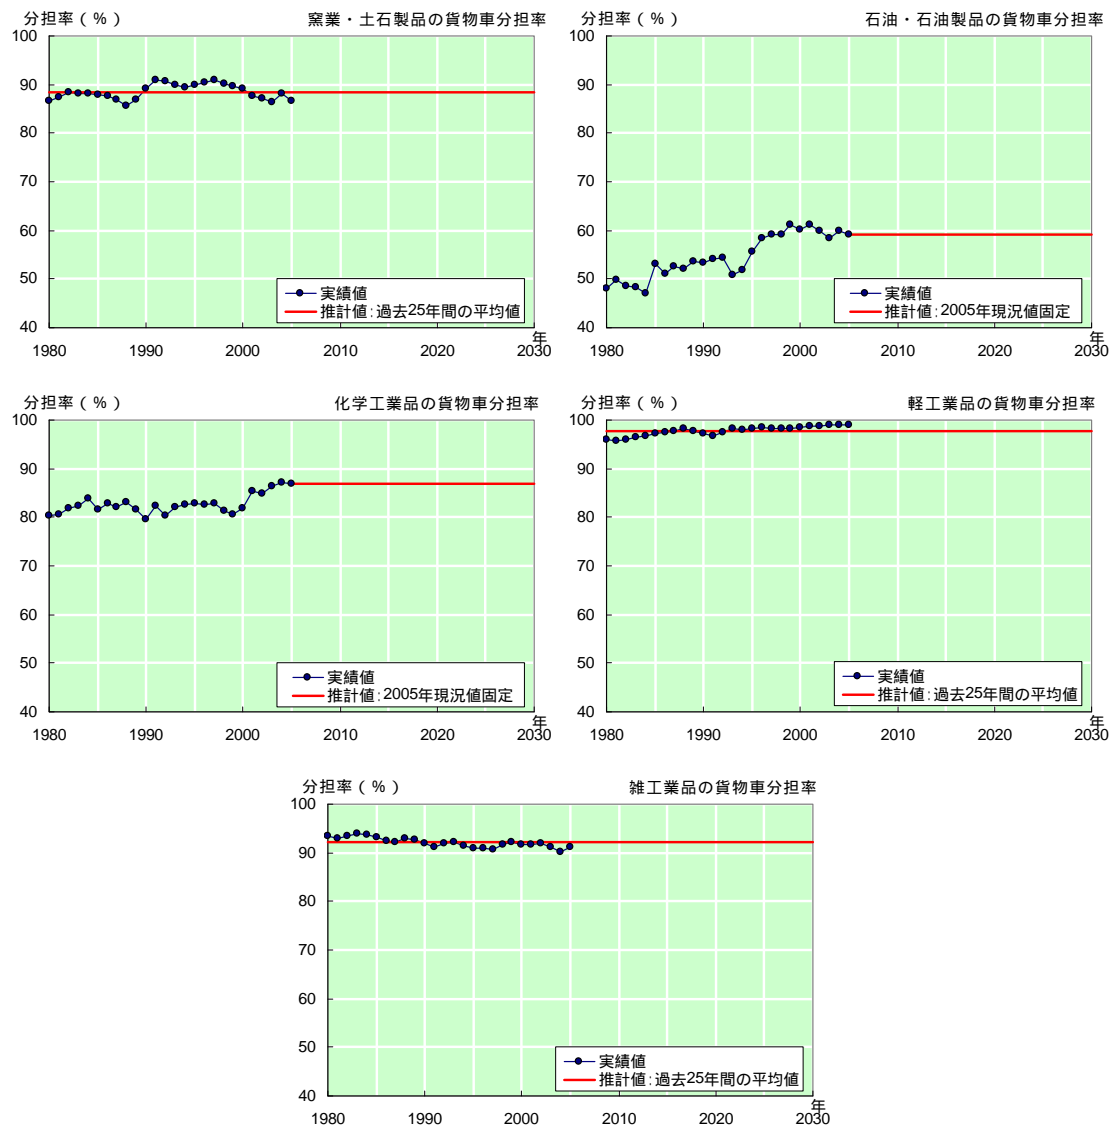 分担率(%) 窯業・土石製品の貨物車分担率
100
90
80
70
60
50
40
実績値
推計値:過去25年間の平均値
年
1980 1990 2000 2010 2020 2030
分担率(%) 石油・石油製品の貨物車分担率
100
90
80
70
60
50
40
実績値
推計値:2005年現況値固定
年
1980 1990 2000 2010 2020 2030
分担率(%) 化学工業品の貨物車分担率
100
90
80
70
60
50
40
実績値
推計値:2005年現況値固定
年
1980 1990 2000 2010 2020 2030
分担率(%) 軽工業品の貨物車分担率
100
90
80
70
60
50
40
実績値
推計値:過去25年間の平均値
年
1980 1990 2000 2010 2020 2030
分担率(%) 雑工業品の貨物車分担率
100
90
80
70
60
50
40
実績値
推計値:過去25年間の平均値
年
1980 1990 2000 2010 2020 2030